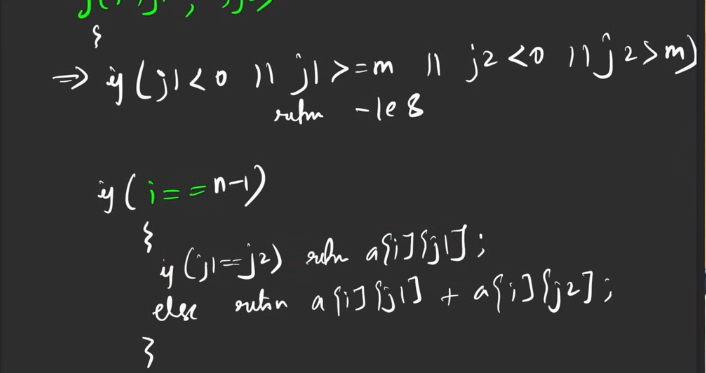 {
=> if (j1<0 || j1>=m || j2<0 || j2>m)
return -1e8
if (i==n-1)
{
if (j1==j2) return a[i][j1];
else return a[i][j1] + a[i][j2];
}